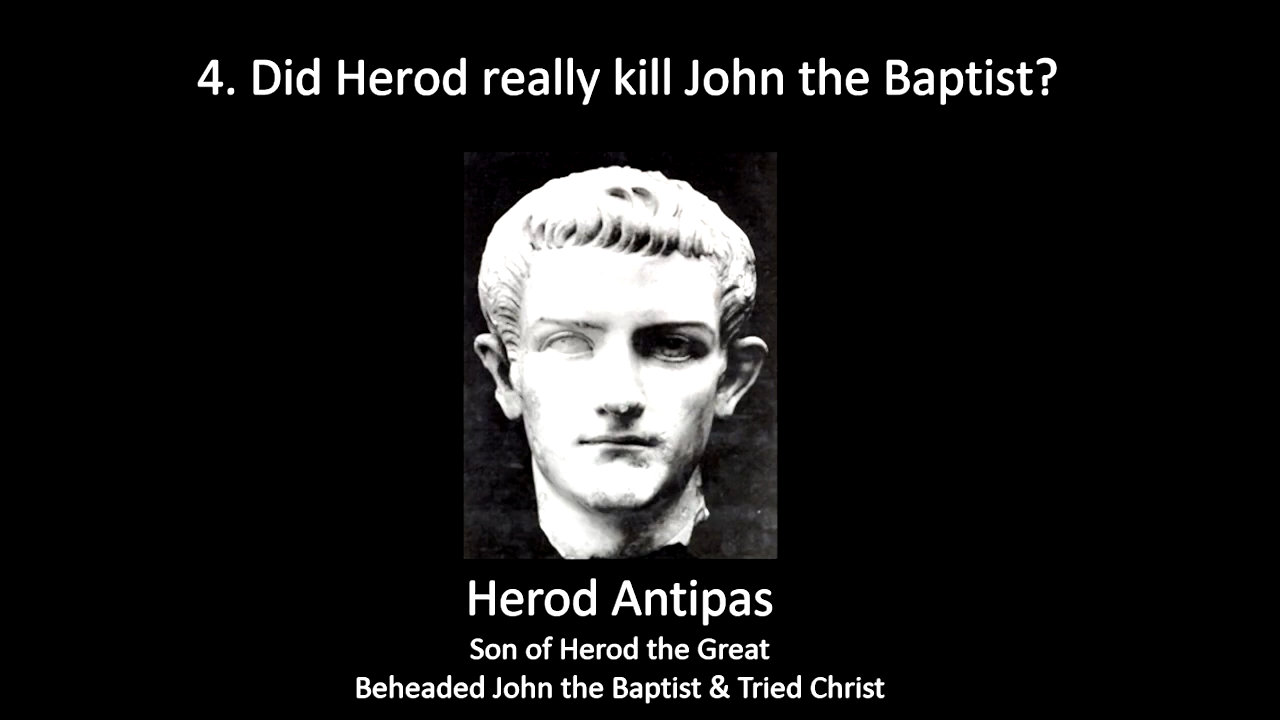 4. Did Herod really kill John the Baptist?
Herod Antipas
Son of Herod the Great
Beheaded John the Baptist & Tried Christ